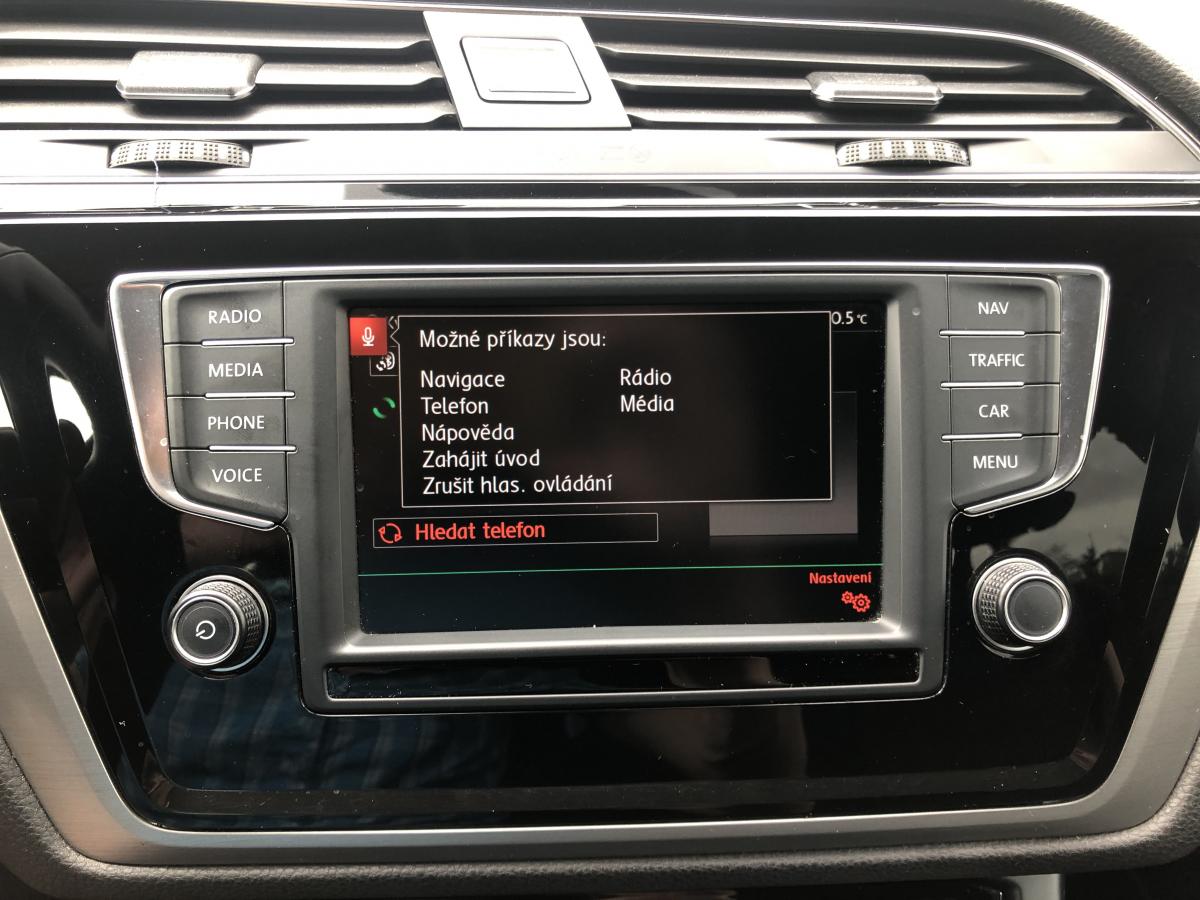 RADIO
MEDIA
PHONE
VOICE
0.5°C
Možné příkazy jsou:
Navigace
Rádio
Telefon
Média
Nápověda
Zahájit úvod
Zrušit hlas. ovládání
Hledat telefon
Nastavení
NAV
TRAFFIC
CAR
MENU